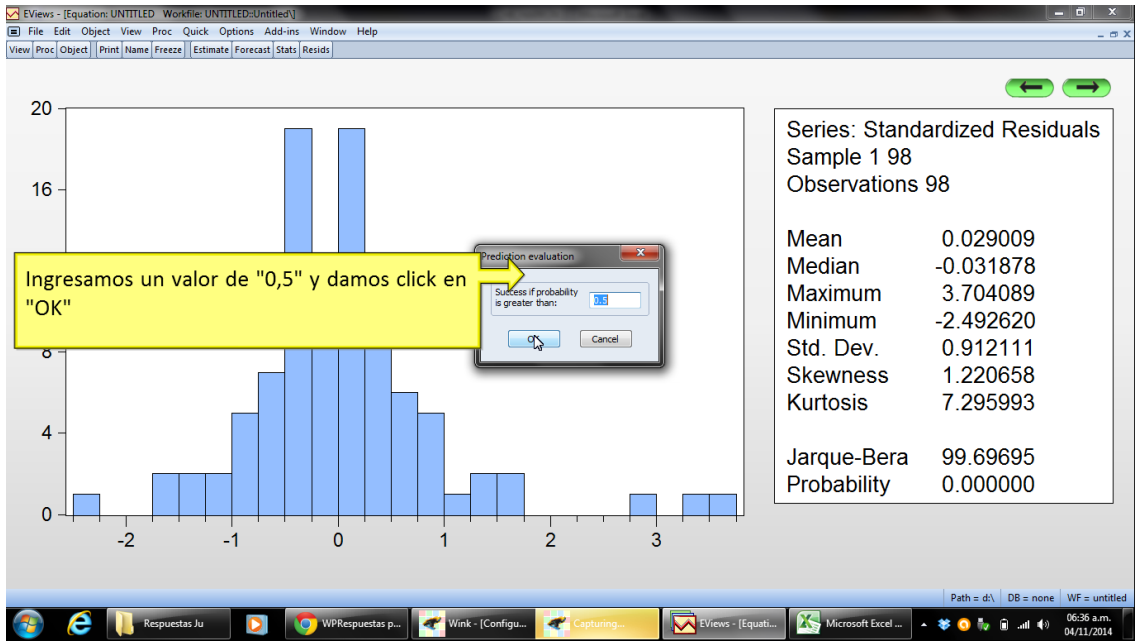 EViews - [Equation: UNTITLED Workfile: UNTITLED::Untitled\]
File Edit Object View Proc Quick Options Add-ins Window Help
View Proc Object Print Name Freeze Estimate Forecast Stats Resids
20
16
8
4
0
-2 -1 0 1 2 3
Ingresamos un valor de "0,5" y damos click en
"OK"
Prediction evaluation
Success if probability
is greater than:
0.5
Cancel
Series: Standardized Residuals
Sample 1 98
Observations 98
Mean 0.029009
Median -0.031878
Maximum 3.704089
Minimum -2.492620
Std. Dev. 0.912111
Skewness 1.220658
Kurtosis 7.295993
Jarque-Bera 99.69695
Probability 0.000000
Path = d:\ DB = none WF = untitled
Respuestas Ju
WPRespuestas p...
Wink - [Configu...
Capturing...
EViews - [Equati...
Microsoft Excel ...
06:36 a.m.
04/11/2014